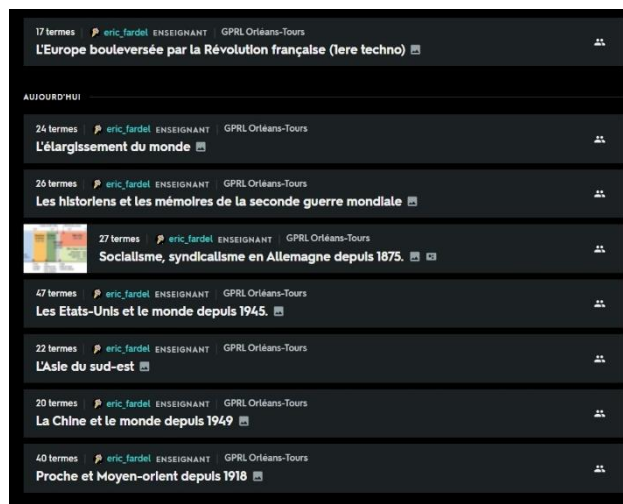 17 termes eric_fardel ENSEIGNANT GPRL Orléans-Tours
L'Europe bouleversée par la Révolution française (1ere techno)
AUJOURD'HUI
24 termes eric_fardel ENSEIGNANT GPRL Orléans-Tours
L'élargissement du monde
26 termes eric_fardel ENSEIGNANT GPRL Orléans-Tours
Les historiens et les mémoires de la seconde guerre mondiale
27 termes eric_fardel ENSEIGNANT GPRL Orléans-Tours
Socialisme, syndicalisme en Allemagne depuis 1875.
47 termes eric_fardel ENSEIGNANT GPRL Orléans-Tours
Les Etats-Unis et le monde depuis 1945.
22 termes eric_fardel ENSEIGNANT GPRL Orléans-Tours
L'Asie du sud-est
20 termes eric_fardel ENSEIGNANT GPRL Orléans-Tours
La Chine et le monde depuis 1949
40 termes eric_fardel ENSEIGNANT GPRL Orléans-Tours
Proche et Moyen-orient depuis 1918